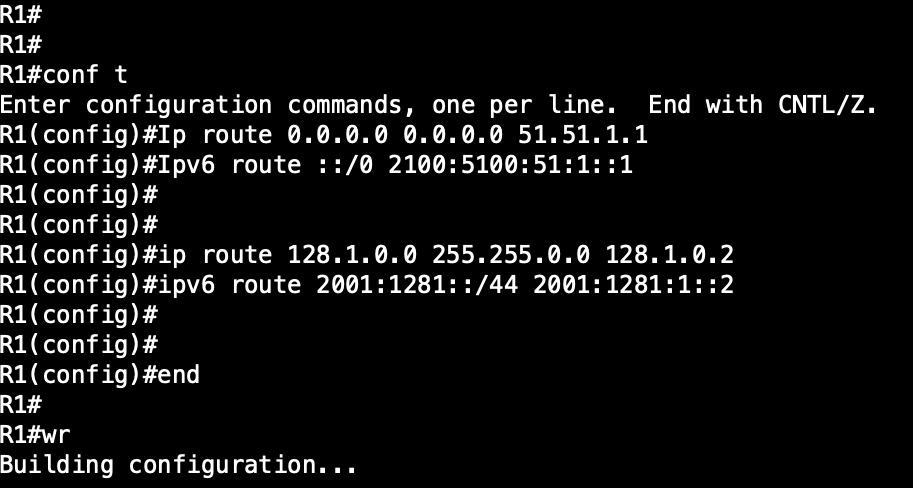 R1#
R1#
R1#conf t
Enter configuration commands, one per line.  End with CNTL/Z.
R1(config)#Ip route 0.0.0.0 0.0.0.0 51.51.1.1
R1(config)#Ipv6 route ::/0 2100:5100:51:1::1
R1(config)#
R1(config)#
R1(config)#ip route 128.1.0.0 255.255.0.0 128.1.0.2
R1(config)#ipv6 route 2001:1281::/44 2001:1281:1::2
R1(config)#
R1(config)#
R1(config)#end
R1#
R1#wr
Building configuration...